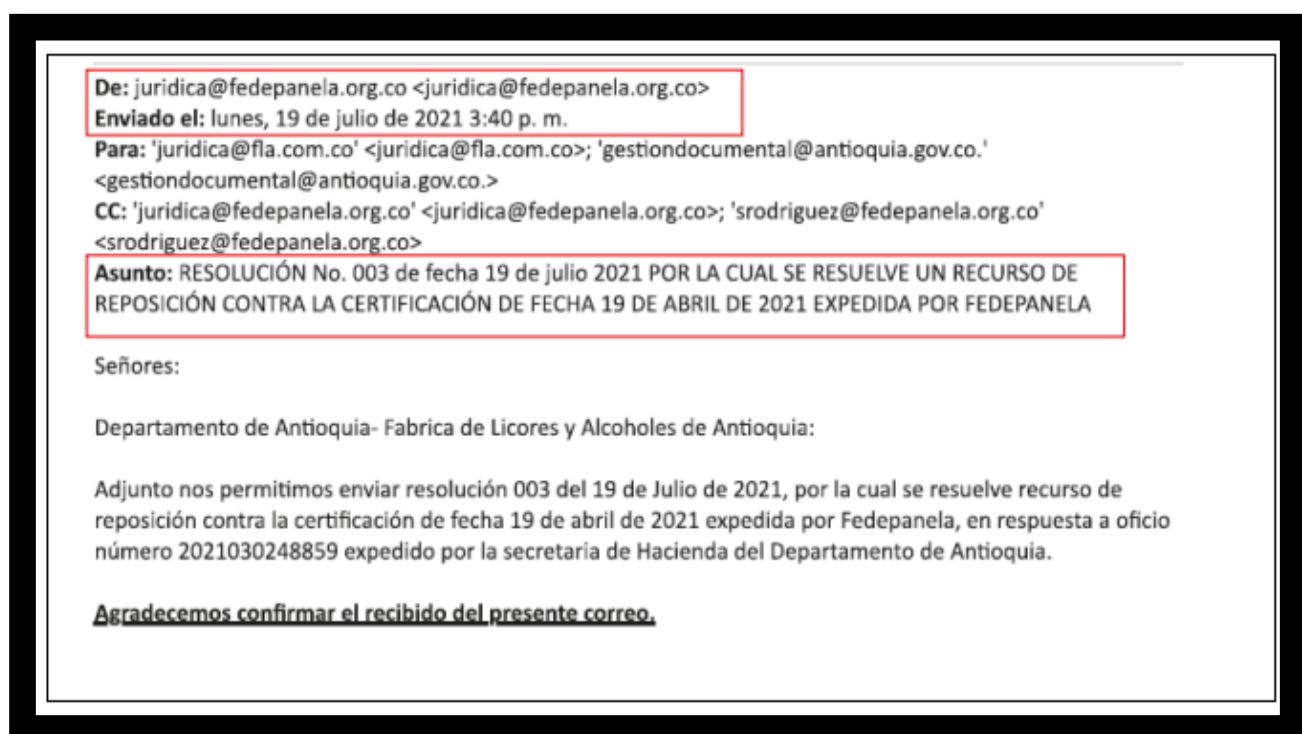 De: juridica@fedepanela.org.co <juridica@fedepanela.org.co>
Enviado el: lunes, 19 de julio de 2021 3:40 p. m.
Para: 'juridica@fla.com.co' <juridica@fla.com.co>; 'gestiondocumental@antioquia.gov.co.'
<gestiondocumental@antioquia.gov.co.>
CC: 'juridica@fedepanela.org.co' <juridica@fedepanela.org.co>; 'srodriguez@fedepanela.org.co'
<srodriguez@fedepanela.org.co>
Asunto: RESOLUCIÓN No. 003 de fecha 19 de julio 2021 POR LA CUAL SE RESUELVE UN RECURSO DE
REPOSICIÓN CONTRA LA CERTIFICACIÓN DE FECHA 19 DE ABRIL DE 2021 EXPEDIDA POR FEDEPANELA
Señores:
Departamento de Antioquia- Fabrica de Licores y Alcoholes de Antioquia:
Adjunto nos permitimos enviar resolución 003 del 19 de Julio de 2021, por la cual se resuelve recurso de
reposición contra la certificación de fecha 19 de abril de 2021 expedida por Fedepanela, en respuesta a oficio
número 2021030248859 expedido por la secretaria de Hacienda del Departamento de Antioquia.
Agradecemos confirmar el recibido del presente correo.